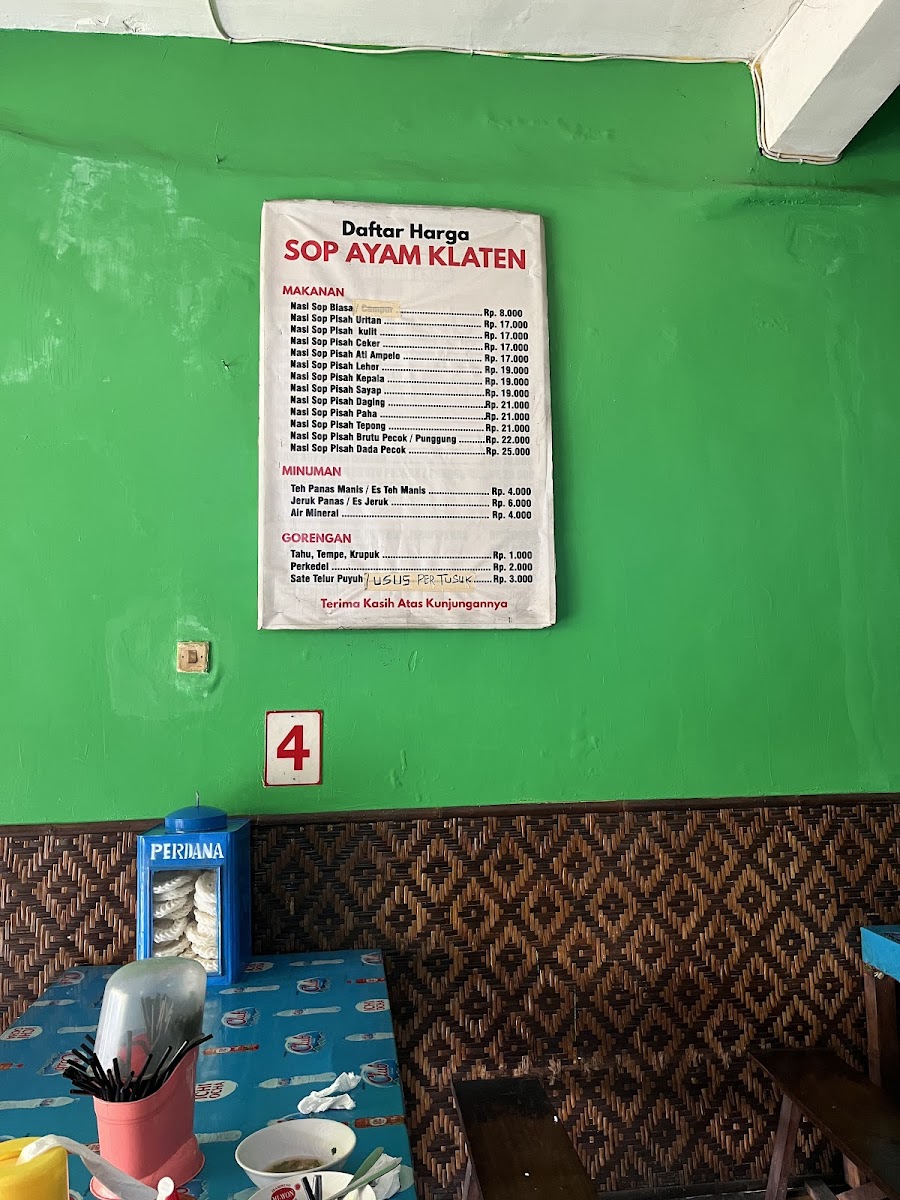 Daftar Harga
SOP AYAM KLATEN
MAKANAN
Nasi Sop Biasa / Campur ........ Rp. 8.000
Nasi Sop Pisah Uritan ........ Rp. 17.000
Nasi Sop Pisah kulit ........ Rp. 17.000
Nasi Sop Pisah Ceker ........ Rp. 17.000
Nasi Sop Pisah Ati Ampelo ........ Rp. 17.000
Nasi Sop Pisah Leher ........ Rp. 19.000
Nasi Sop Pisah Kepala ........ Rp. 19.000
Nasi Sop Pisah Sayap ........ Rp. 19.000
Nasi Sop Pisah Daging ........ Rp. 21.000
Nasi Sop Pisah Paha ........ Rp. 21.000
Nasi Sop Pisah Tepong ........ Rp. 21.000
Nasi Sop Pisah Brutu Pecok / Punggung ........ Rp. 22.000
Nasi Sop Pisah Dada Pecok ........ Rp. 25.000
MINUMAN
Teh Panas Manis / Es Teh Manis ........ Rp. 4.000
Jeruk Panas / Es Jeruk ........ Rp. 6.000
Air Mineral ........ Rp. 4.000
GORENGAN
Tahu, Tempe, Krupuk ........ Rp. 1.000
Perkedel ........ Rp. 2.000
Sate Telur Puyuh / USUS PER TUSUK ........ Rp. 3.000
Terima Kasih Atas Kunjungannya
4
PERDANA
Club
ICHI OCHA